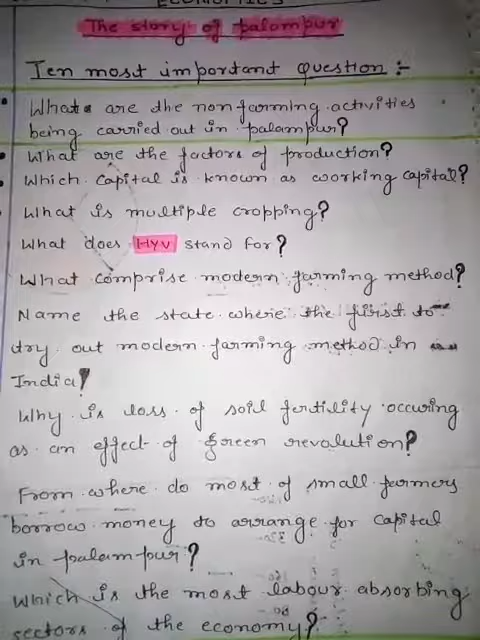 ECONOMICS
The story of palampur
Ten most important question :-
What are the non farming activities
being carried out in palampur?
What are the factors of production?
Which capital is known as working capital?
What is multiple cropping?
What does HYV stand for?
What comprise modern farming method?
Name the state where the first to
try out modern farming method in
India?
Why is loss of soil fertility occuring
as an effect of green revolution?
From where do most of small farmers
borrow money to arrange for capital
in palampur?
Which is the most labour absorbing
sectors of the economy?